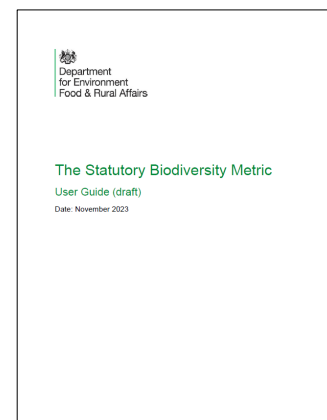 Department
for Environment
Food & Rural Affairs
The Statutory Biodiversity Metric
User Guide (draft)
Date: November 2023